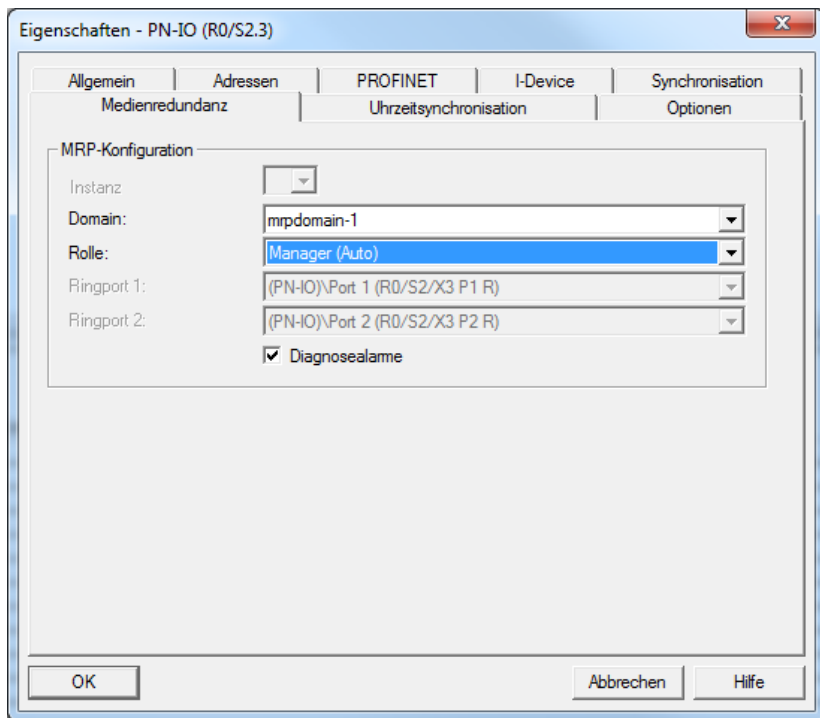 Eigenschaften - PN-IO (R0/S2.3)
Allgemein Adressen PROFINET I-Device Synchronisation
Medienredundanz Uhrzeitsynchronisation Optionen
MRP-Konfiguration
Instanz
Domain: mrpdomain-1
Rolle: Manager (Auto)
Ringport 1: (PN-IO)\Port 1 (R0/S2/X3 P1 R)
Ringport 2: (PN-IO)\Port 2 (R0/S2/X3 P2 R)
Diagnosealarme
OK Abbrechen Hilfe